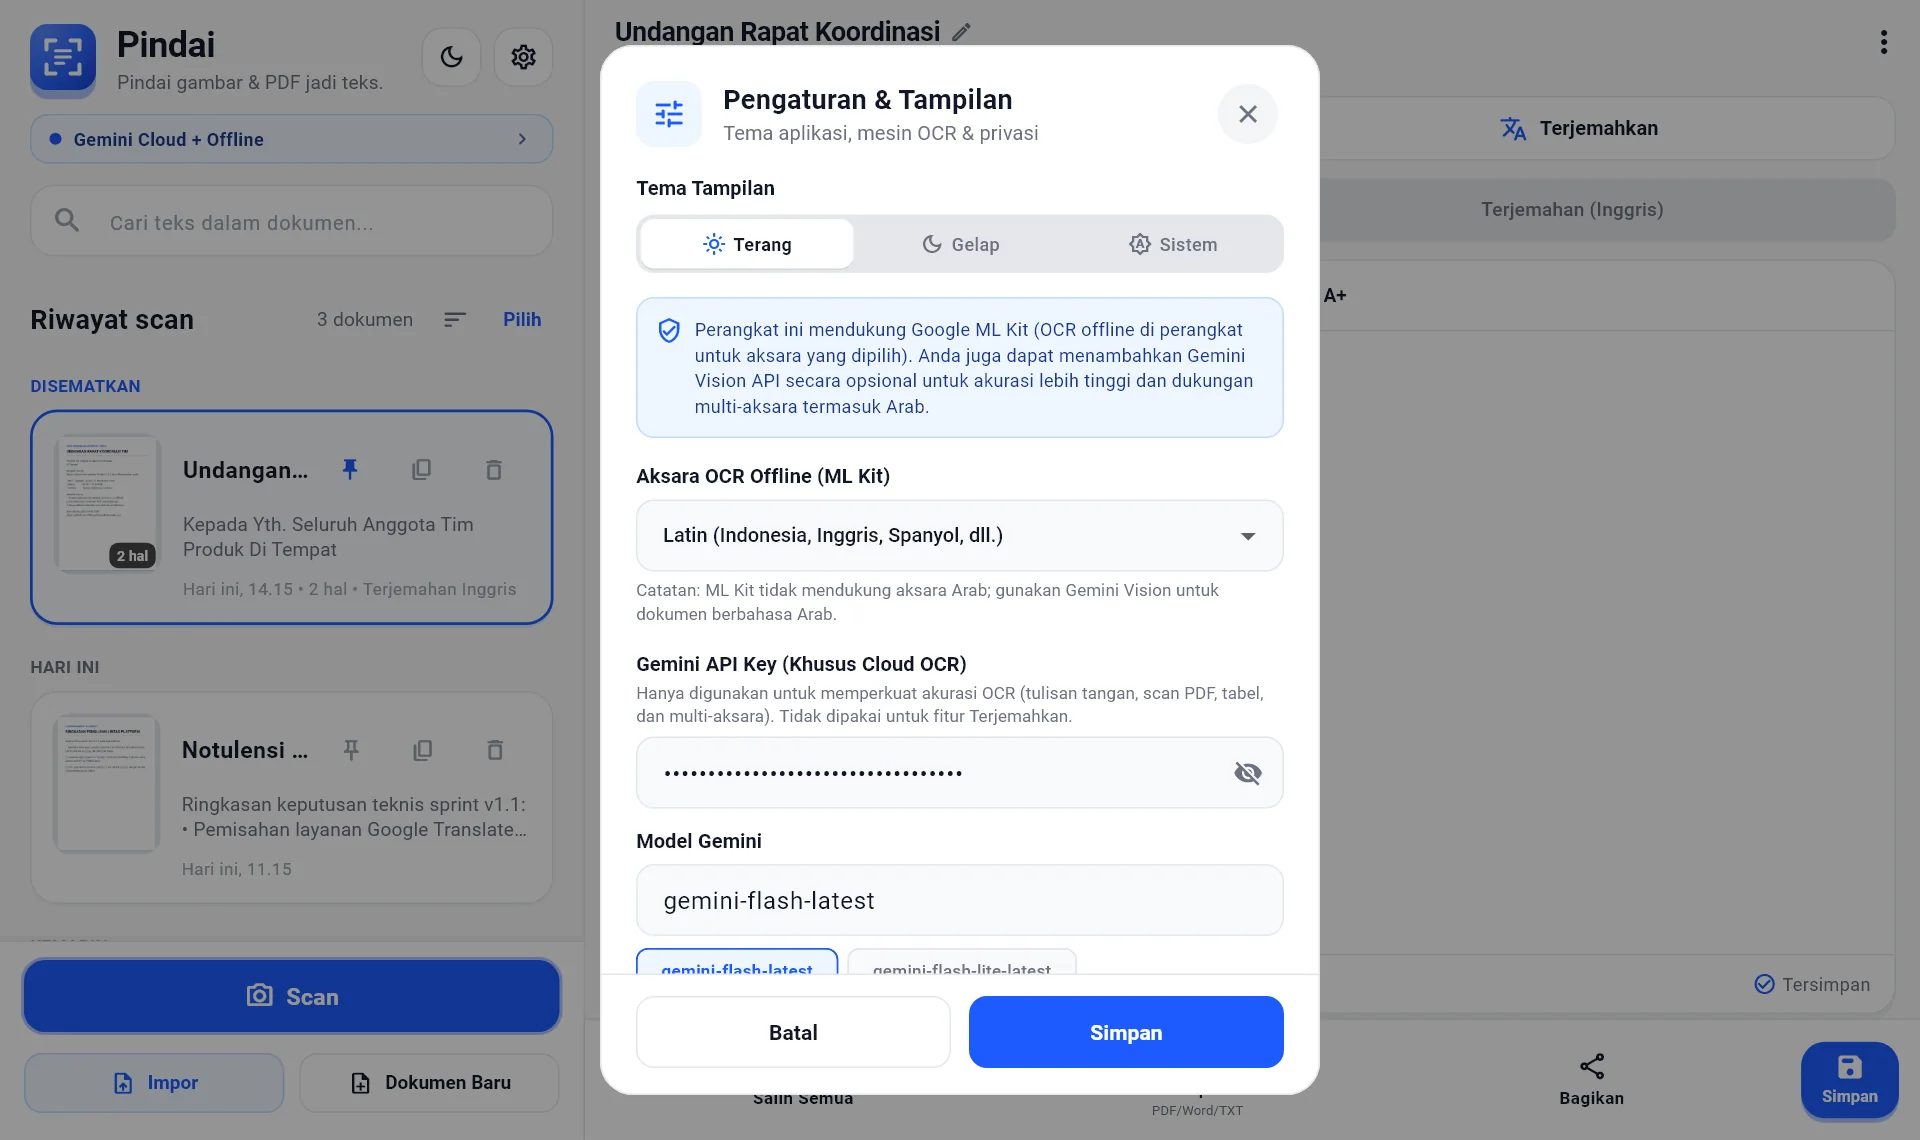 Pindai
Pindai gambar & PDF jadi teks.
Gemini Cloud + Offline
Cari teks dalam dokumen...
Riwayat scan
3 dokumen
Pilih
DISEMATKAN
Undangan...
2 hal
Kepada Yth. Seluruh Anggota Tim
Produk Di Tempat
Hari ini, 14.15 • 2 hal • Terjemahan Inggris
HARI INI
Notulensi ...
Ringkasan keputusan teknis sprint v1.1:
• Pemisahan layanan Google Translate...
Hari ini, 11.15
Scan
Impor
Dokumen Baru
Undangan Rapat Koordinasi
Terjemahkan
Terjemahan (Inggris)
A+
Tersimpan
Salin Semua
PDF/Word/TXT
Bagikan
Simpan
Pengaturan & Tampilan
Tema aplikasi, mesin OCR & privasi
Tema Tampilan
Terang
Gelap
Sistem
Perangkat ini mendukung Google ML Kit (OCR offline di perangkat
untuk aksara yang dipilih). Anda juga dapat menambahkan Gemini
Vision API secara opsional untuk akurasi lebih tinggi dan dukungan
multi-aksara termasuk Arab.
Aksara OCR Offline (ML Kit)
Latin (Indonesia, Inggris, Spanyol, dll.)
Catatan: ML Kit tidak mendukung aksara Arab; gunakan Gemini Vision untuk
dokumen berbahasa Arab.
Gemini API Key (Khusus Cloud OCR)
Hanya digunakan untuk memperkuat akurasi OCR (tulisan tangan, scan PDF, tabel,
dan multi-aksara). Tidak dipakai untuk fitur Terjemahkan.
Model Gemini
gemini-flash-latest
gemini-flash-latest
gemini-flash-lite-latest
Batal
Simpan